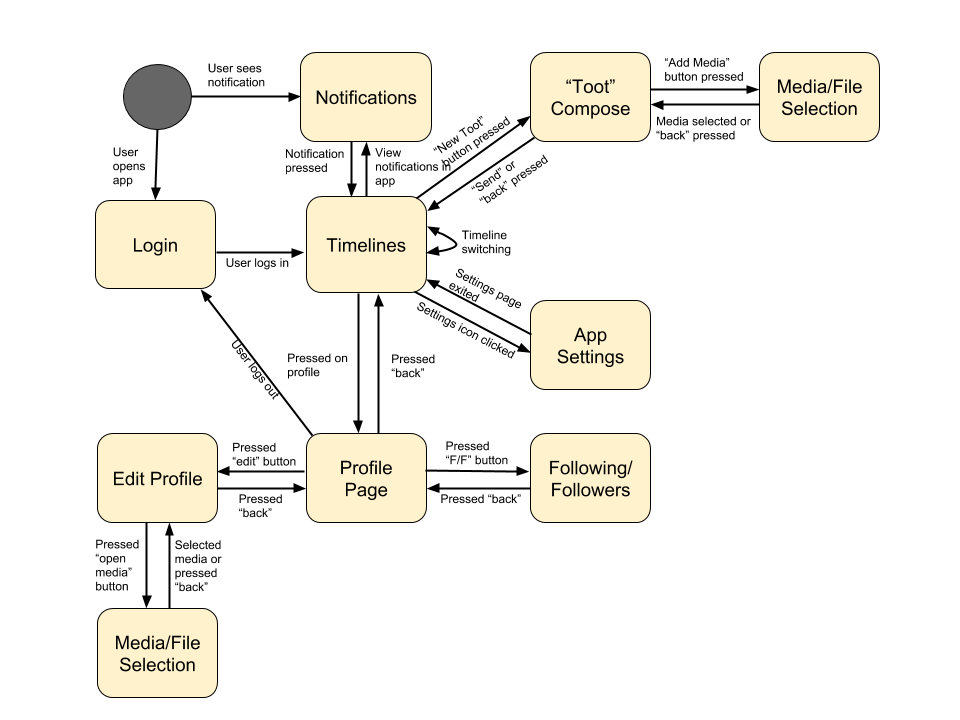 User sees
notification
Notifications
“Toot”
Compose
“Add Media”
button pressed
Media/File
Selection
Media selected or
“back” pressed
User
opens
app
Notification
pressed
View
notifications in
app
“New Toot”
button pressed
“Send” or
“back” pressed
Login
User logs in
Timelines
Timeline
switching
Settings page
exited
Settings icon clicked
App
Settings
User logs out
Pressed on
profile
Pressed
“back”
Edit Profile
Pressed
“edit” button
Pressed
“back”
Profile
Page
Pressed
“F/F” button
Pressed “back”
Following/
Followers
Pressed
“open
media”
button
Selected
media or
pressed
“back”
Media/File
Selection